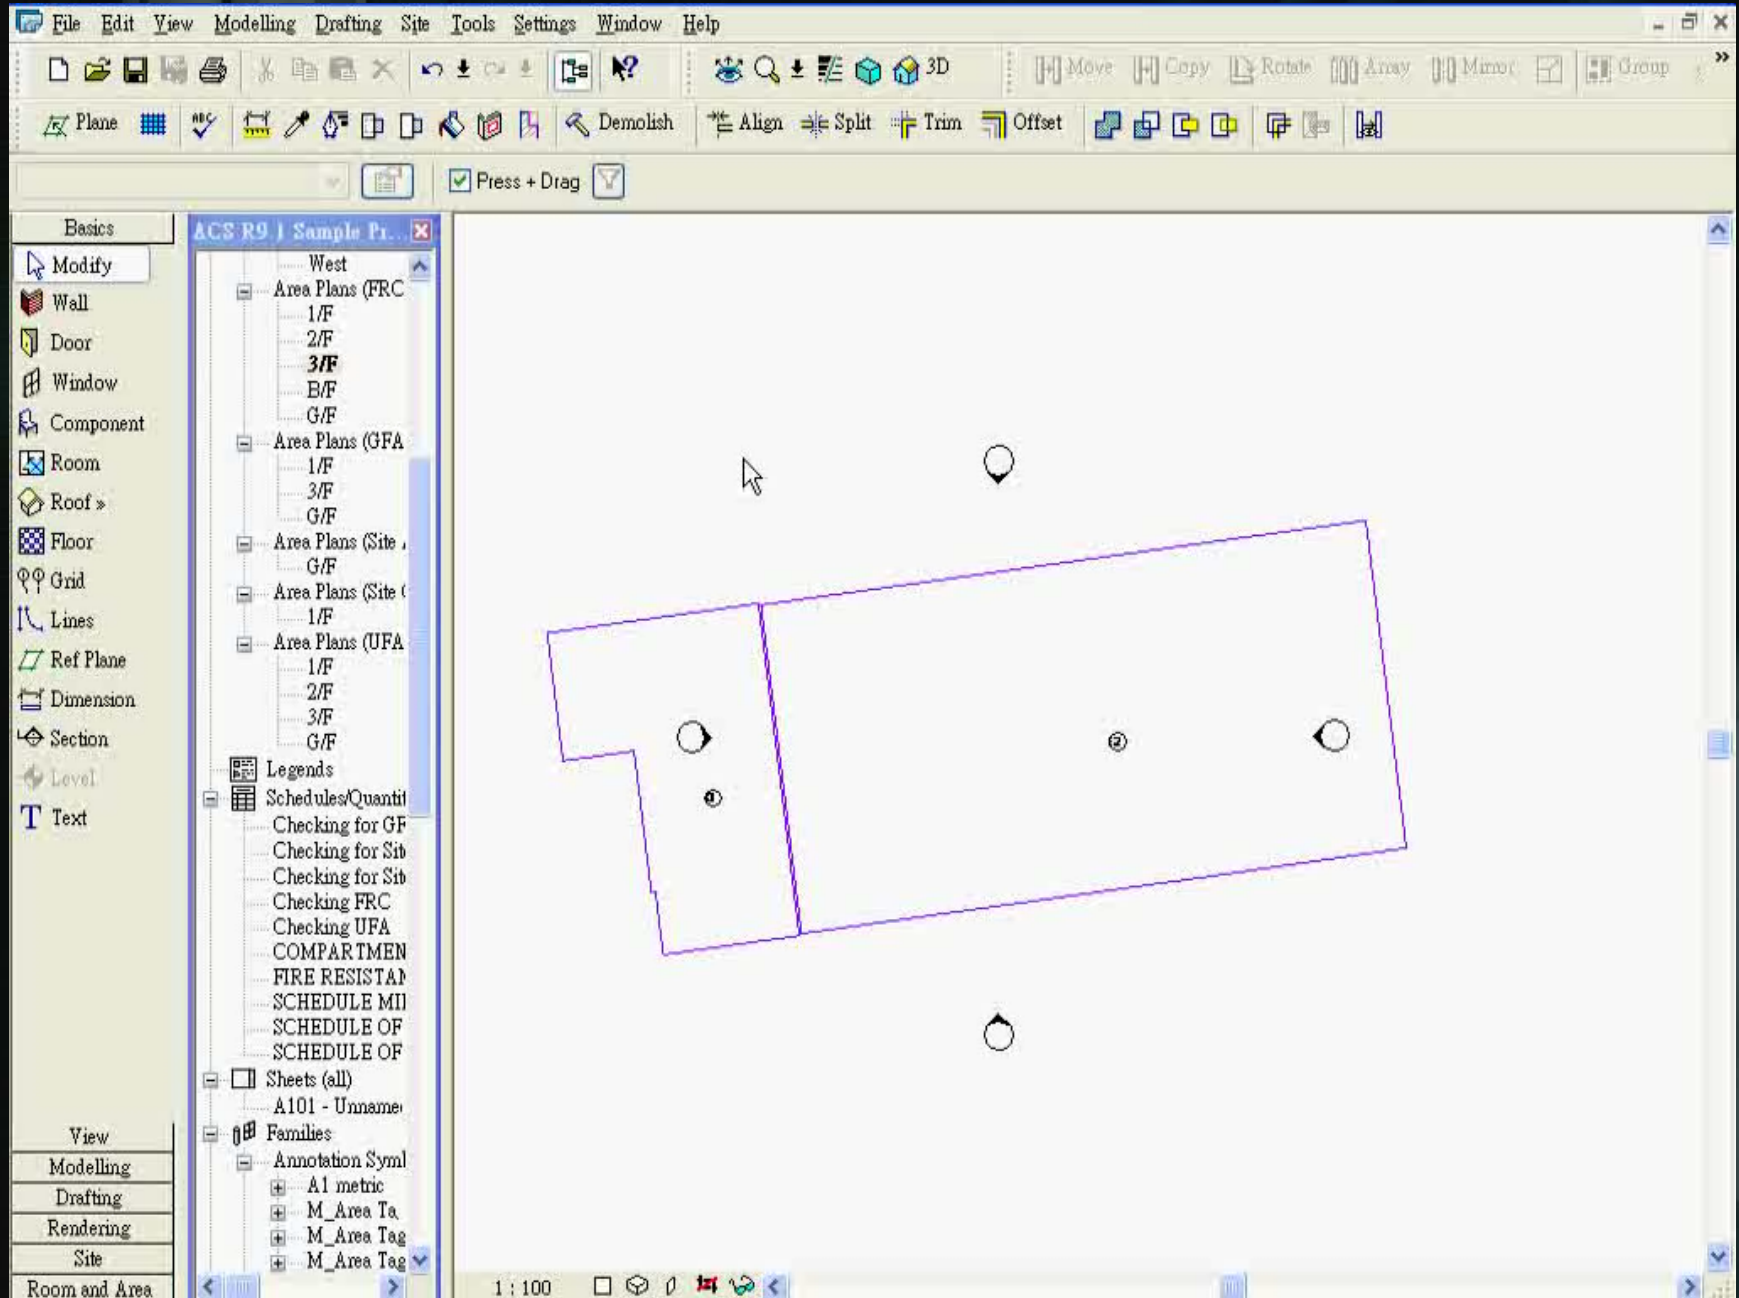 File Edit View Modelling Drafting Site Tools Settings Window Help
3D Move Copy Rotate Array Mirror Group
Plane Demolish Align Split Trim Offset
Press + Drag
Basics
Modify
Wall
Door
Window
Component
Room
Roof »
Floor
Grid
Lines
Ref Plane
Dimension
Section
Level
Text
View
Modelling
Drafting
Rendering
Site
Room and Area
ACS R9.1 Sample Pr...
West
Area Plans (FRC
1/F
2/F
3/F
B/F
G/F
Area Plans (GFA
1/F
3/F
G/F
Area Plans (Site
G/F
Area Plans (Site
1/F
Area Plans (UFA
1/F
2/F
3/F
G/F
Legends
Schedules/Quantit
Checking for GF
Checking for Sit
Checking for Sit
Checking FRC
Checking UFA
COMPARTMEN
FIRE RESISTAN
SCHEDULE MI
SCHEDULE OF
SCHEDULE OF
Sheets (all)
A101 - Unname
Families
Annotation Symb
A1 metric
M_Area Ta
M_Area Tag
M_Area Tag
2
1
1 : 100